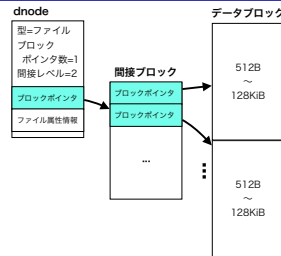 dnode
型=ファイル
ブロック
ポインタ数=1
間接レベル=2
ブロックポインタ
ファイル属性情報
間接ブロック
ブロックポインタ
ブロックポインタ
...
データブロック
512B
～
128KiB
⋮
512B
～
128KiB